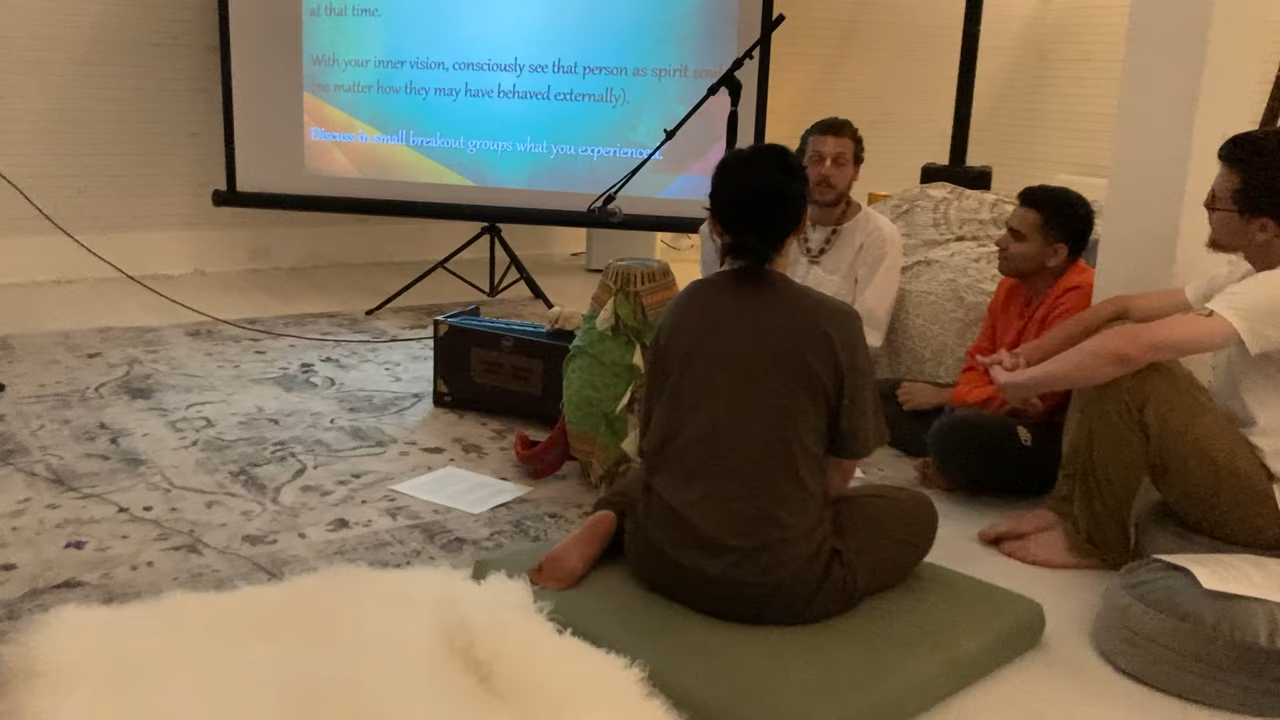 at that time.
With your inner vision, consciously see that person as spirit soul
(no matter how they may have behaved externally).
Discuss in small breakout groups what you experienced.